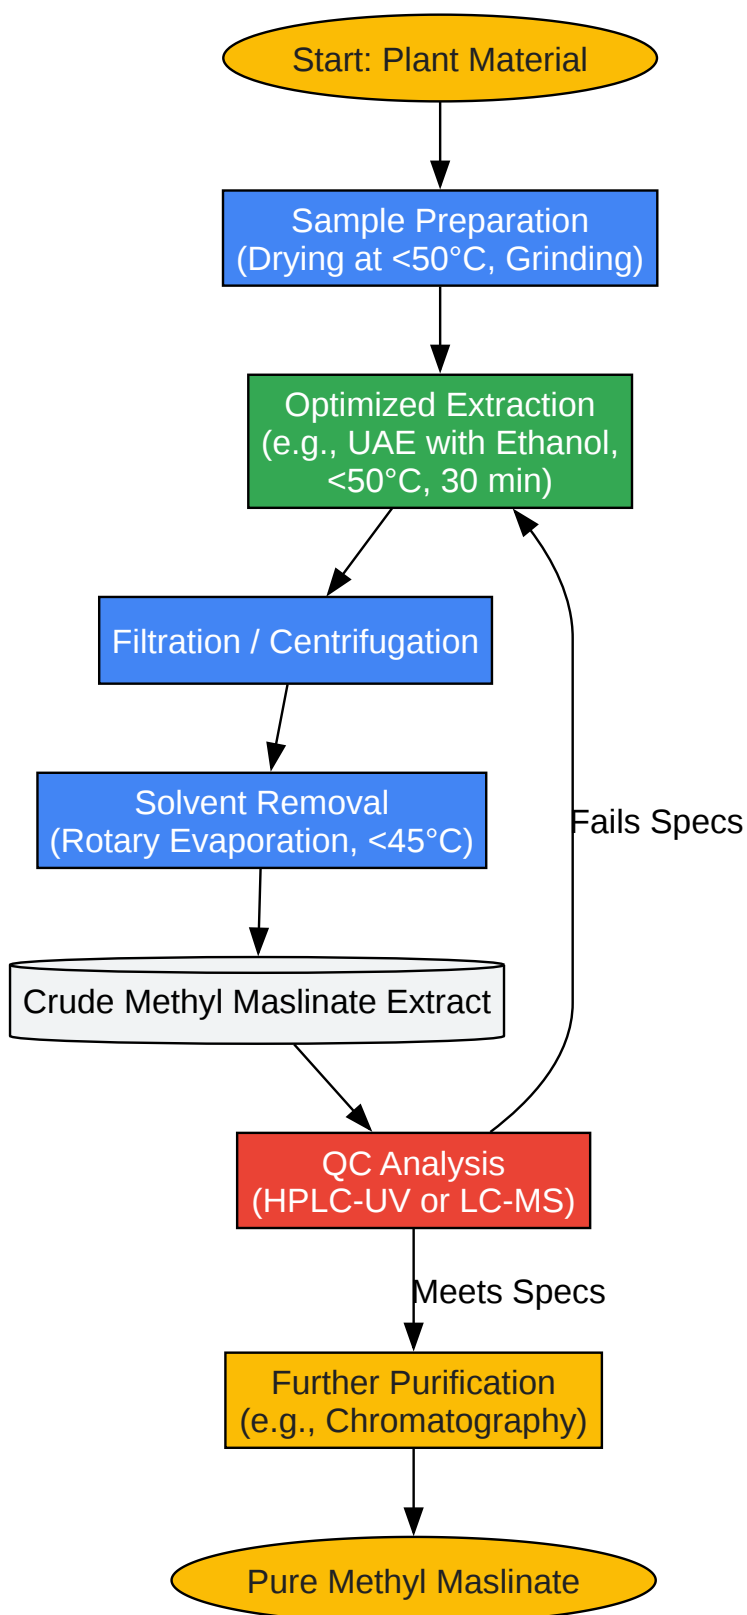 Start: Plant Material
Sample Preparation
(Drying at <50°C, Grinding)
Optimized Extraction
(e.g., UAE with Ethanol,
<50°C, 30 min)
Filtration / Centrifugation
Solvent Removal
(Rotary Evaporation, <45°C)
Fails Specs
Crude Methyl Maslinate Extract
QC Analysis
(HPLC-UV or LC-MS)
Meets Specs
Further Purification
(e.g., Chromatography)
Pure Methyl Maslinate